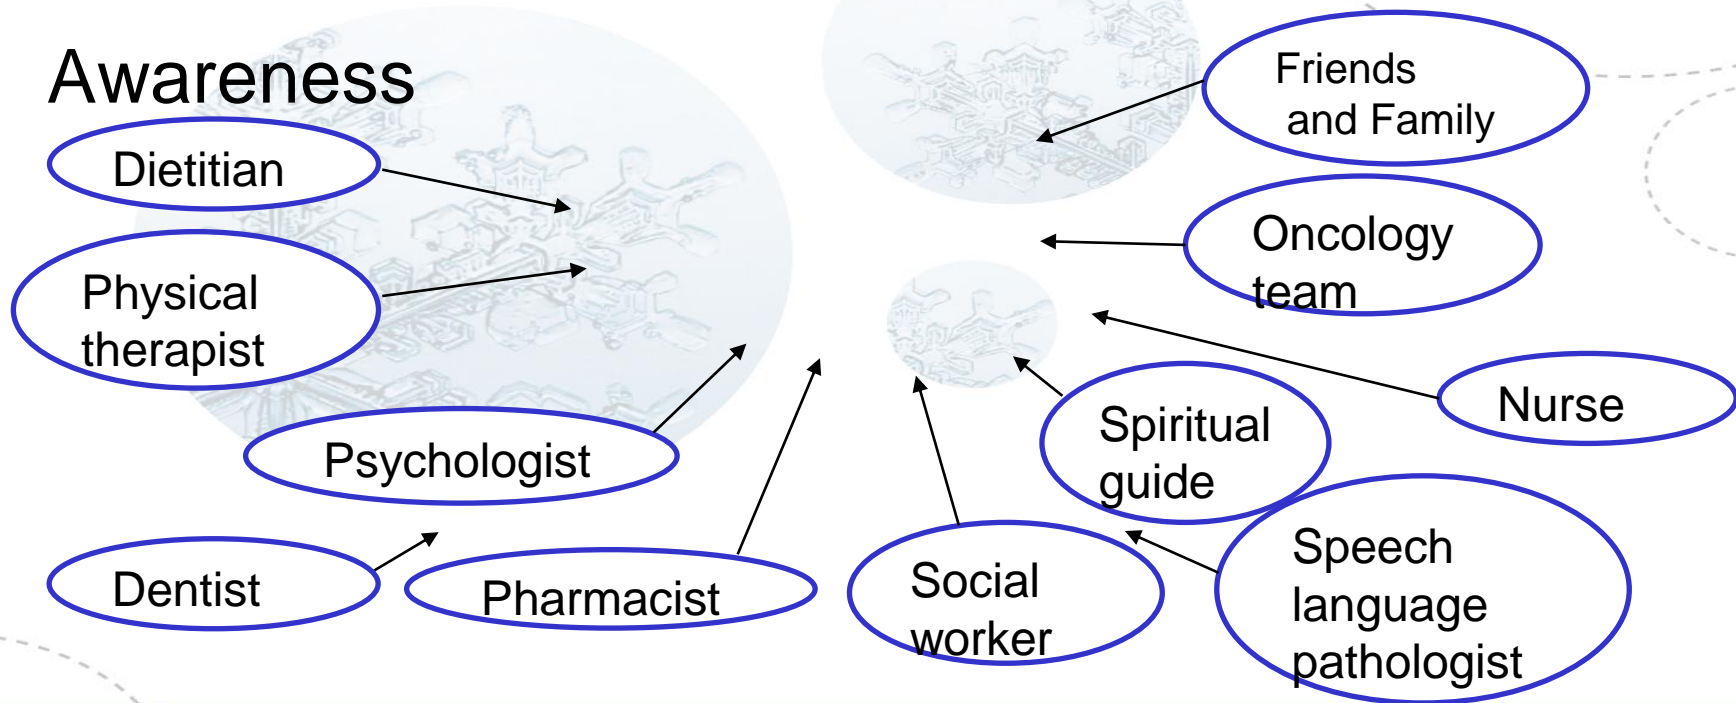 Awareness
Dietitian
Physical
therapist
Psychologist
Dentist
Pharmacist
Friends
and Family
Oncology
team
Nurse
Spiritual
guide
Social
worker
Speech
language
pathologist